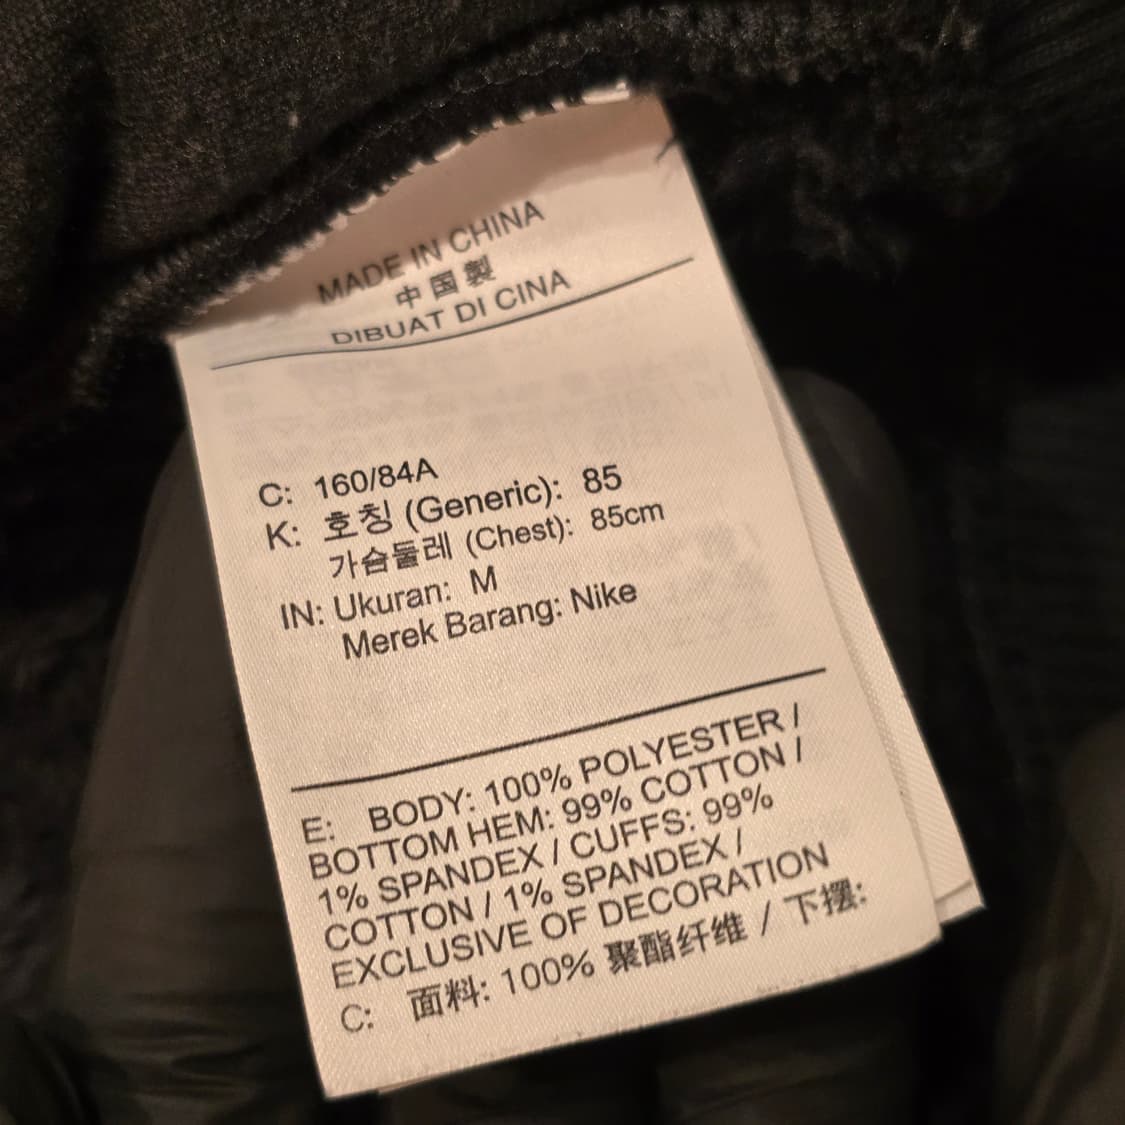 MADE IN CHINA
中国製
DIBUAT DI CINA
C: 160/84A
K: 호칭 (Generic): 85
가슴둘레 (Chest): 85cm
IN: Ukuran: M
Merek Barang: Nike
E: BODY: 100% POLYESTER /
BOTTOM HEM: 99% COTTON /
1% SPANDEX / CUFFS: 99%
COTTON / 1% SPANDEX /
EXCLUSIVE OF DECORATION
C: 面料: 100% 聚酯纤维 / 下摆: